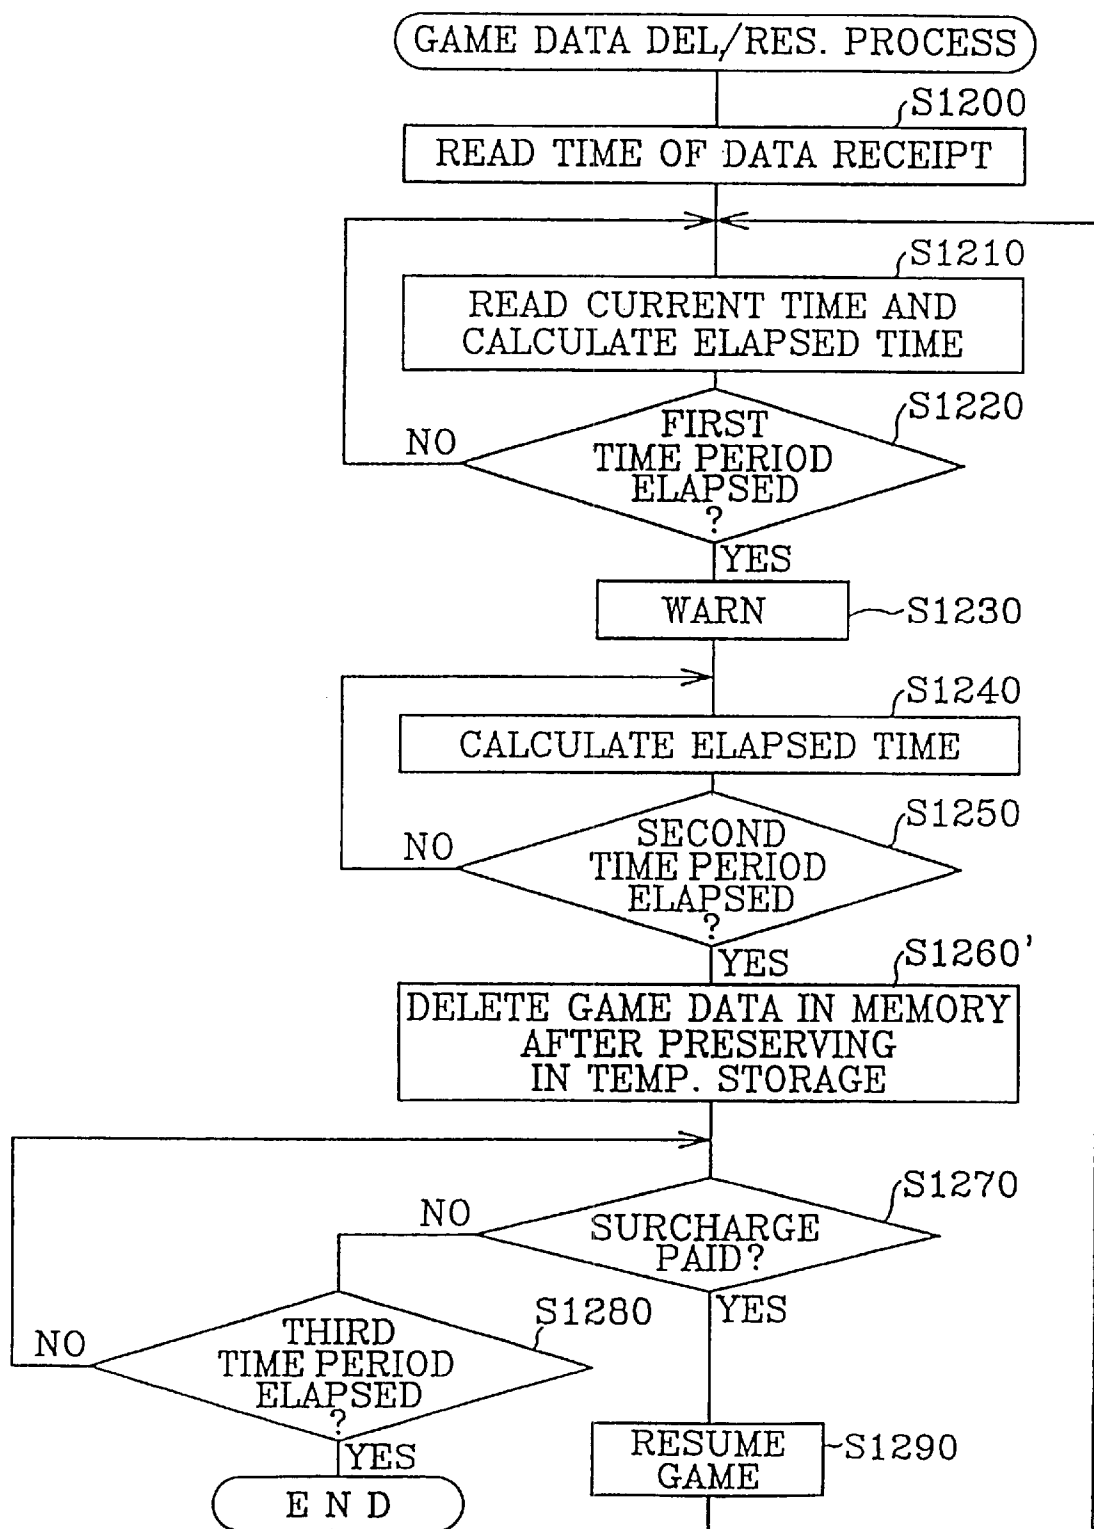 GAME DATA DEL/RES. PROCESS
S1200
READ TIME OF DATA RECEIPT
S1210
READ CURRENT TIME AND
CALCULATE ELAPSED TIME
S1220
FIRST
TIME PERIOD
ELAPSED
?
NO
YES
WARN
S1230
S1240
CALCULATE ELAPSED TIME
S1250
SECOND
TIME PERIOD
ELAPSED
?
NO
YES
S1260'
DELETE GAME DATA IN MEMORY
AFTER PRESERVING
IN TEMP. STORAGE
S1270
NO
SURCHARGE
PAID?
YES
S1280
NO
THIRD
TIME PERIOD
ELAPSED
?
YES
RESUME
GAME
S1290
END